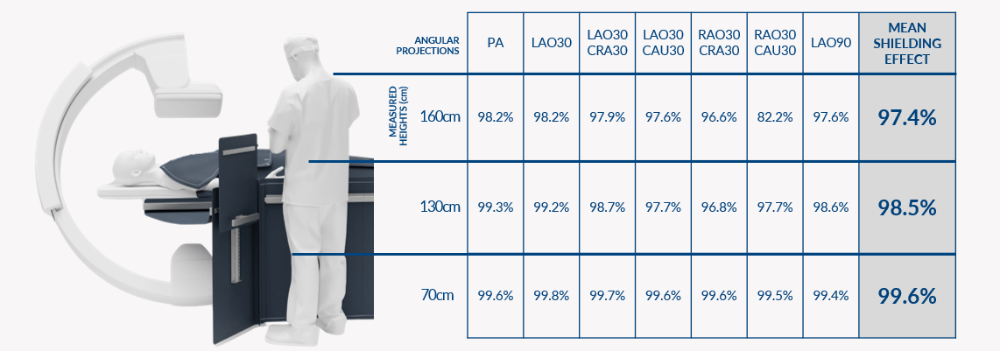 ANGULAR
PROJECTIONS
PA
LAO30
LAO30
CRA30
LAO30
CAU30
RAO30
CRA30
RAO30
CAU30
LAO90
MEAN
SHIELDING
EFFECT
MEASURED
HEIGHTS (cm)
160cm 98.2% 98.2% 97.9% 97.6% 96.6% 82.2% 97.6% 97.4%
130cm 99.3% 99.2% 98.7% 97.7% 96.8% 97.7% 98.6% 98.5%
70cm 99.6% 99.8% 99.7% 99.6% 99.6% 99.5% 99.4% 99.6%